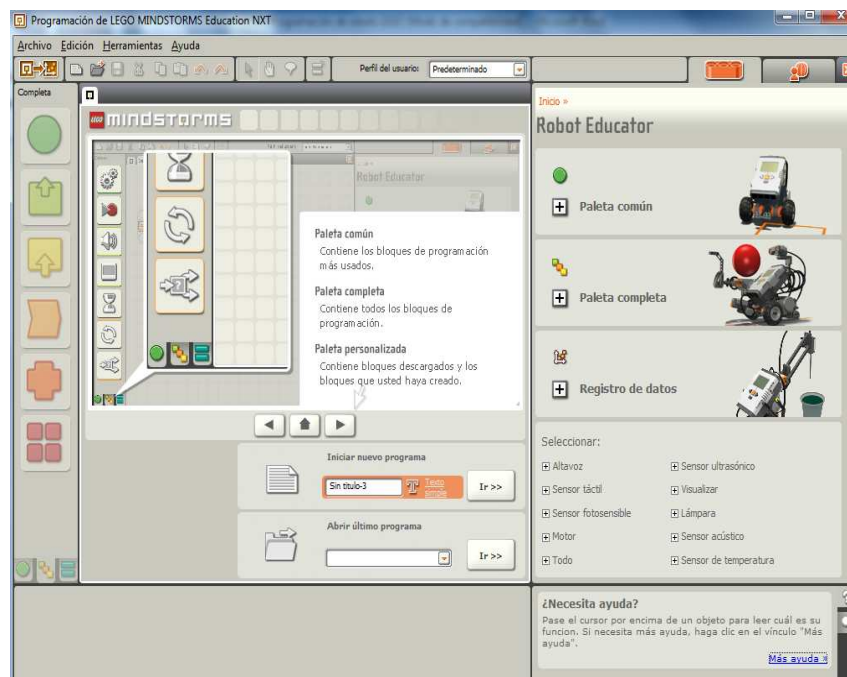 Programación de LEGO MINDSTORMS Education NXT
Archivo Edición Herramientas Ayuda
Perfil del usuario: Predeterminado
Completa
LEGO mindstorms
Robot Educator
Paleta común
Contiene los bloques de programación
más usados.
Paleta completa
Contiene todos los bloques de
programación.
Paleta personalizada
Contiene bloques descargados y los
bloques que usted haya creado.
Iniciar nuevo programa
Sin título-3
Texto
simple
Ir >>
Abrir último programa
Ir >>
Inicio »
Robot Educator
Paleta común
Paleta completa
Registro de datos
Seleccionar:
Altavoz
Sensor ultrasónico
Sensor táctil
Visualizar
Sensor fotosensible
Lámpara
Motor
Sensor acústico
Todo
Sensor de temperatura
¿Necesita ayuda?
Pase el cursor por encima de un objeto para leer cuál es su
funcion. Si necesita más ayuda, haga clic en el vínculo "Más
ayuda".
Más ayuda »